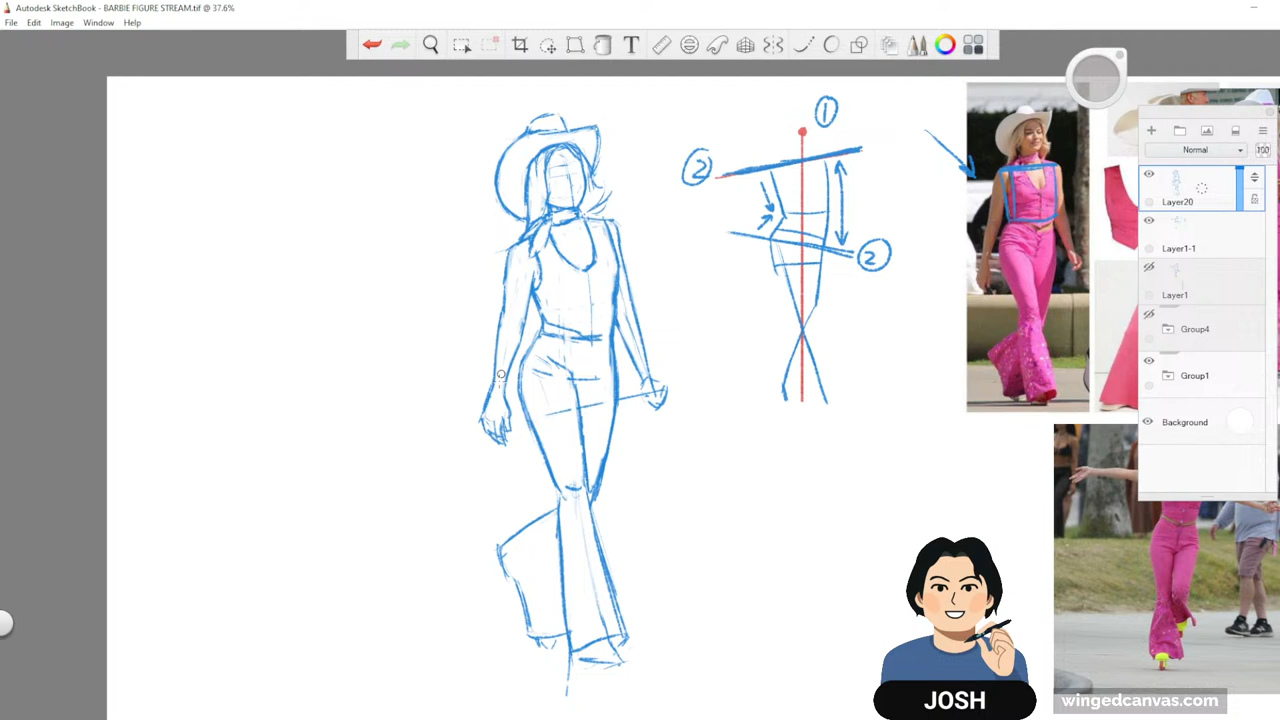 Autodesk SketchBook - BARBIE FIGURE STREAM.tif @ 37.6%
File Edit Image Window Help
T
Normal
100
Layer20
Layer1-1
Layer1
Group4
Group1
Background
1
2
2
JOSH
wingedcanvas.com